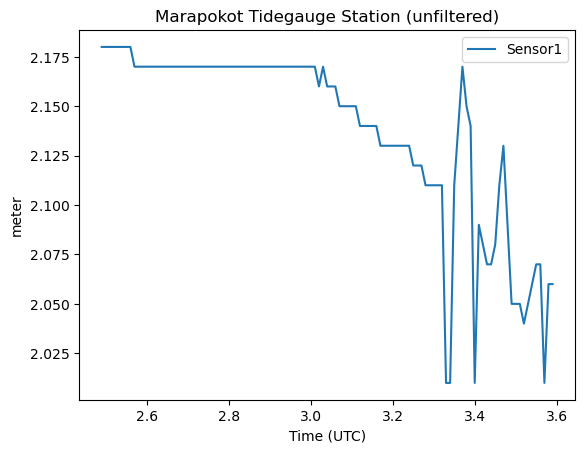 Marapokot Tidegauge Station (unfiltered)
Sensor1
2.175
2.150
2.125
2.100
2.075
2.050
2.025
meter
2.6 2.8 3.0 3.2 3.4 3.6
Time (UTC)